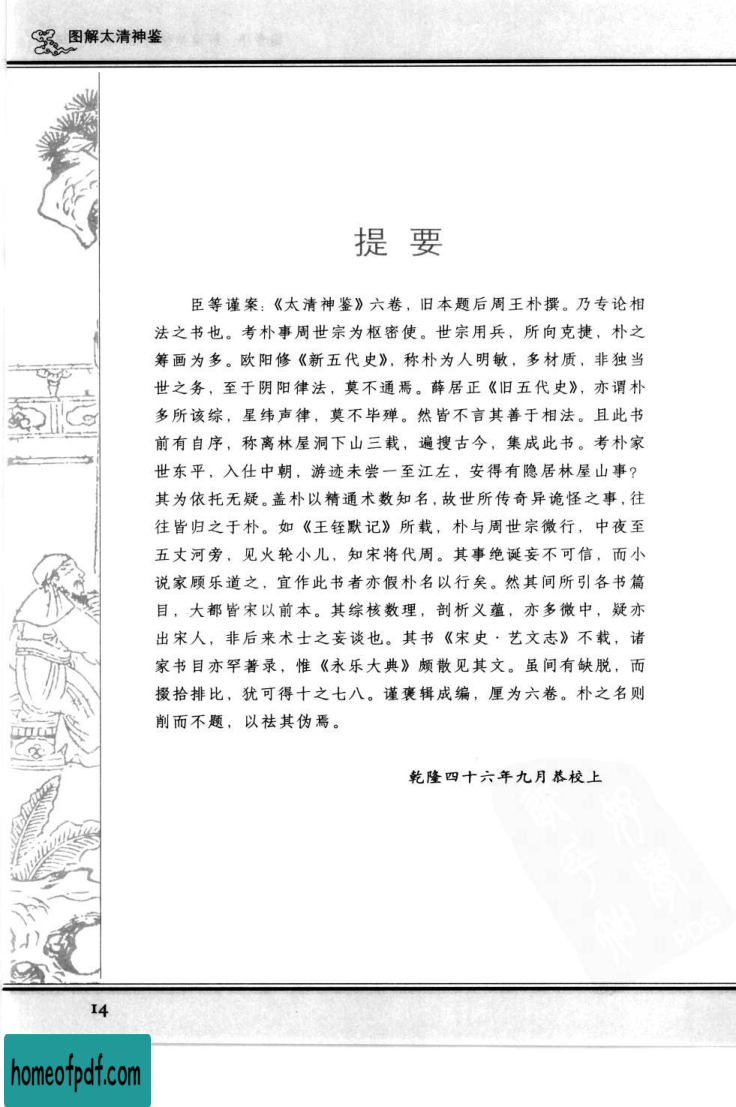 图解太清神鉴
提要
臣等谨案:《太清神鉴》六卷，旧本题后周王朴撰。乃专论相
法之书也。考朴事周世宗为枢密使。世宗用兵，所向克捷，朴之
筹画为多。欧阳修《新五代史》，称朴为人明敏，多材质，非独当
世之务，至于阴阳律法，莫不通焉。薛居正《旧五代史》，亦谓朴
多所该综，星纬声律，莫不毕殚。然皆不言其善于相法。且此书
前有自序，称离林屋洞下山三载，遍搜古今，集成此书。考朴家
世东平，入仕中朝，游迹未尝一至江左，安得有隐居林屋山事？
其为依托无疑。盖朴以精通术数知名，故世所传奇异诡怪之事，往
往皆归之于朴。如《王铚默记》所载，朴与周世宗微行，中夜至
五丈河旁，见火轮小儿，知宋将代周。其事绝诞妄不可信，而小
说家顾乐道之，宜作此书者亦假朴名以行矣。然其间所引各书篇
目，大都皆宋以前本。其综核数理，剖析义蕴，亦多微中，疑亦
出宋人，非后来术士之妄谈也。其书《宋史·艺文志》不载，诸
家书目亦罕著录，惟《永乐大典》颇散见其文。虽间有缺脱，而
掇拾排比，犹可得十之七八。谨裒辑成编，厘为六卷。朴之名则
削而不题，以祛其伪焉。
乾隆四十六年九月恭校上
14
homeofpdf.com